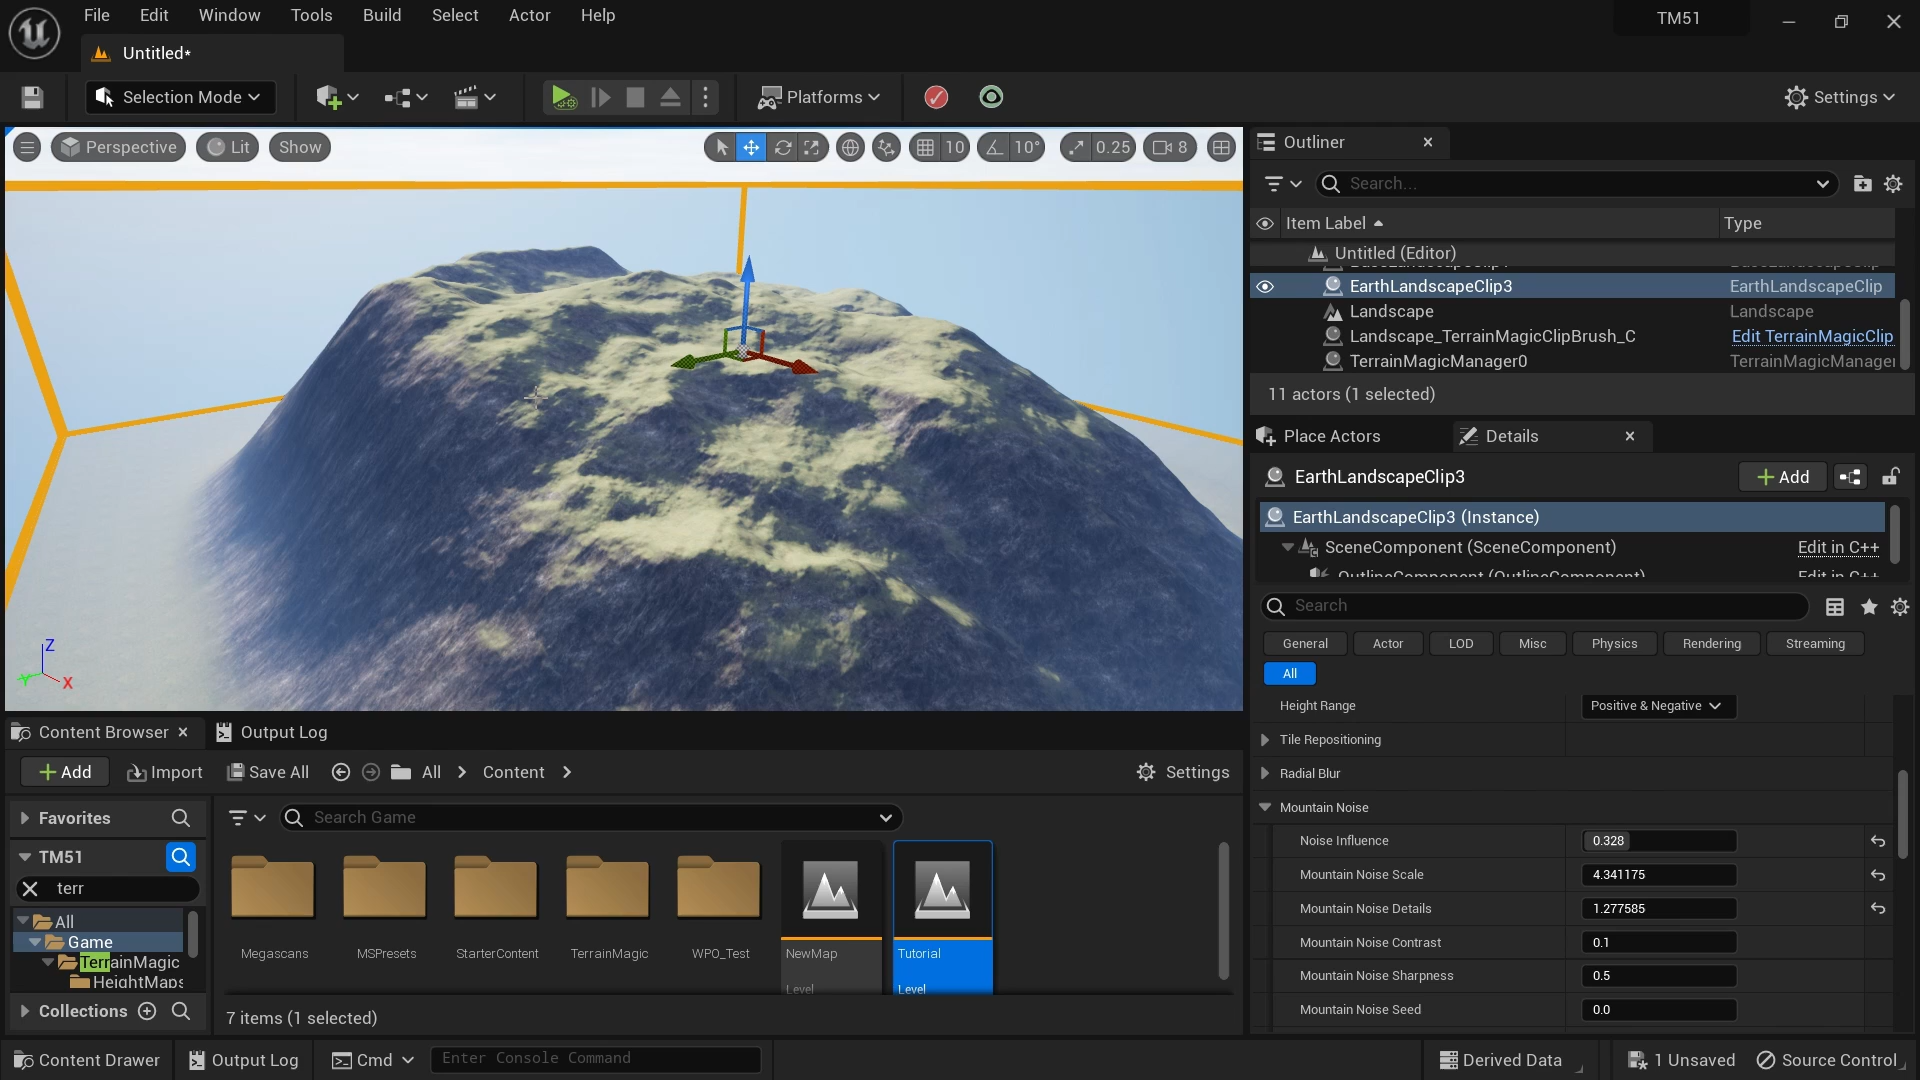 File Edit Window Tools Build Select Actor Help
TM51
Untitled*
Selection Mode
Platforms
Settings
Perspective Lit Show
10 10° 0.25 8
Z
Y X
Outliner
Search...
Item Label Type
Untitled (Editor)
EarthLandscapeClip3 EarthLandscapeClip
Landscape Landscape
Landscape_TerrainMagicClipBrush_C Edit TerrainMagicClip
TerrainMagicManager0 TerrainMagicManager
11 actors (1 selected)
Place Actors Details
EarthLandscapeClip3 Add
EarthLandscapeClip3 (Instance)
SceneComponent (SceneComponent) Edit in C++
OutlineComponent (OutlineComponent) Edit in C++
Search
General Actor LOD Misc Physics Rendering Streaming
All
Height Range Positive & Negative
Tile Repositioning
Radial Blur
Mountain Noise
Noise Influence 0.328
Mountain Noise Scale 4.341175
Mountain Noise Details 1.277585
Mountain Noise Contrast 0.1
Mountain Noise Sharpness 0.5
Mountain Noise Seed 0.0
Content Browser Output Log
Add Import Save All All Content Settings
Favorites
Search Game
TM51
terr
All
Game
TerrainMagic
HeightMaps
Collections
Megascans MSPresets StarterContent TerrainMagic WPO_Test NewMap Tutorial
Level Level
7 items (1 selected)
Content Drawer Output Log Cmd Enter Console Command Derived Data 1 Unsaved Source Control